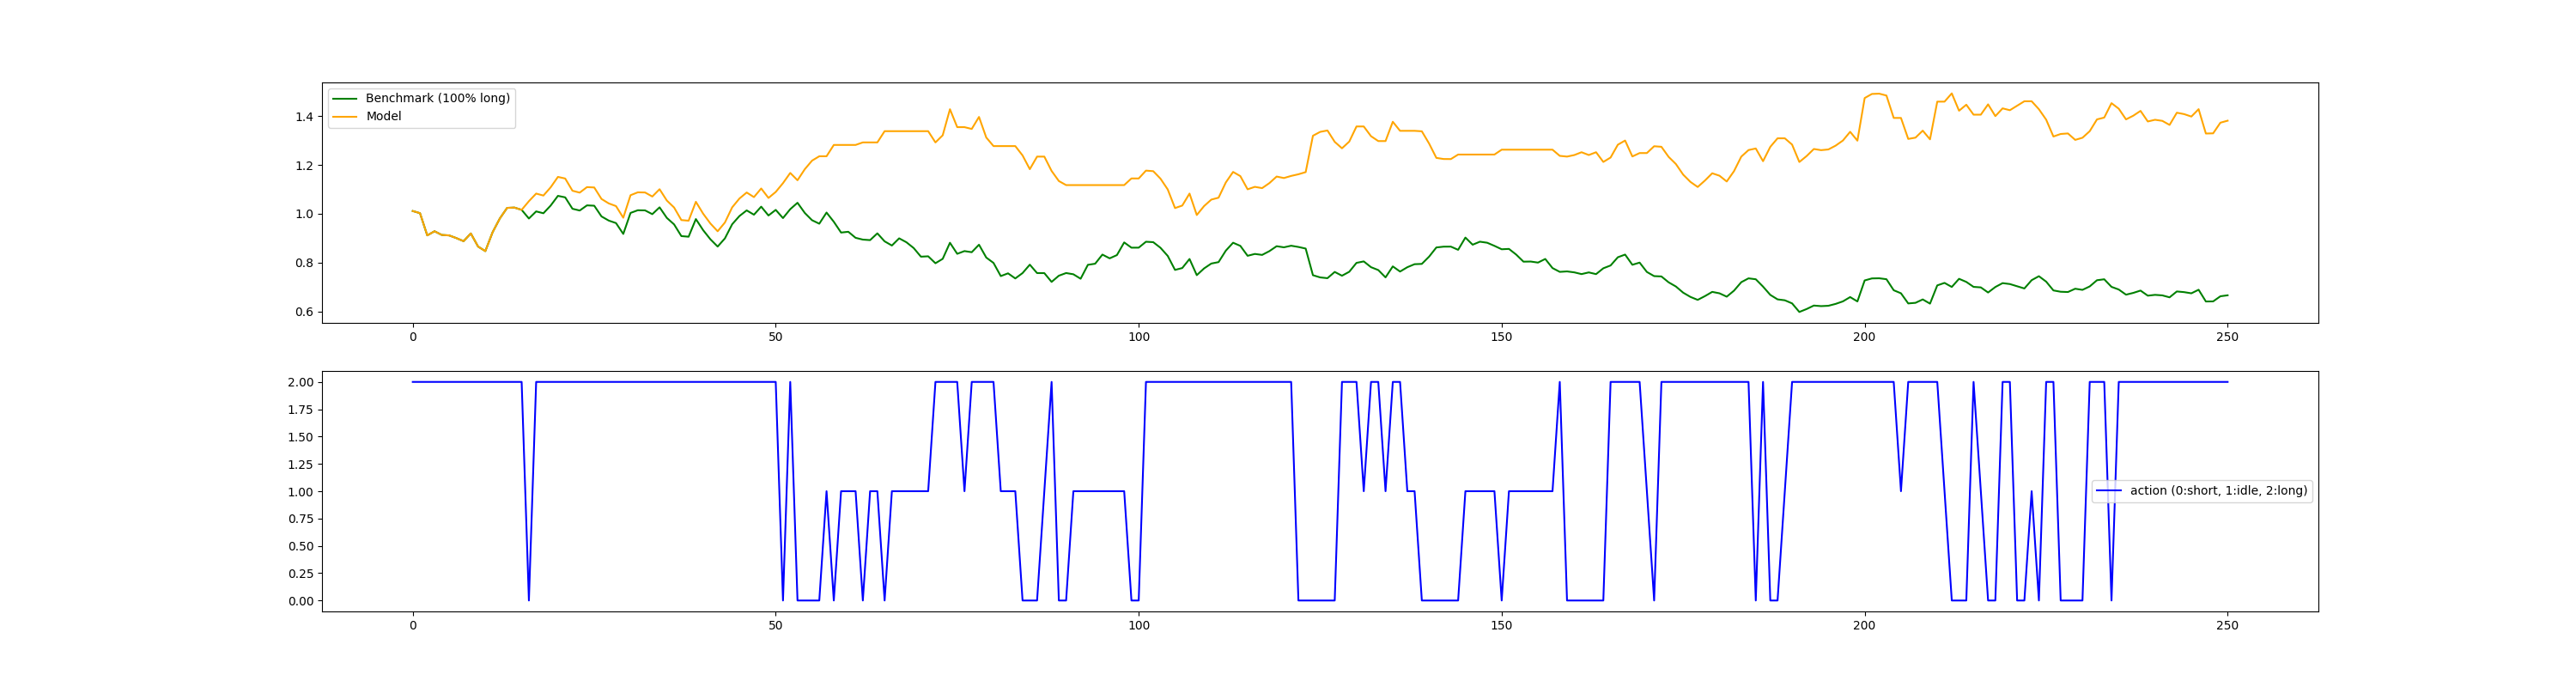 Benchmark (100% long)
Model
1.4
1.2
1.0
0.8
0.6
0 50 100 150 200 250
2.00
1.75
1.50
1.25
1.00
0.75
0.50
0.25
0.00
action (0:short, 1:idle, 2:long)
0 50 100 150 200 250